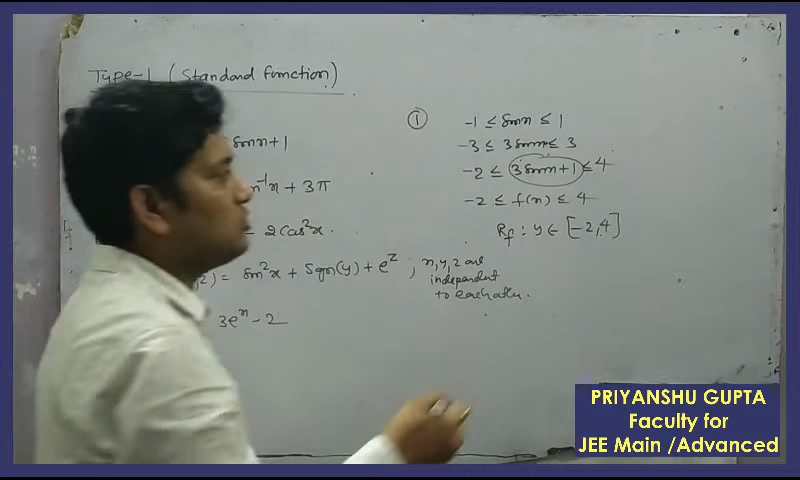 Type-1 (Standard Function)
sinx+1
n⁻¹x + 3π
= 2Cos²x.
,z) = sin²x + Sgn(y) + e^z ; x, y, z are
independent
to each other.
3e^x - 2
① -1 ≤ sinx ≤ 1
-3 ≤ 3sinx ≤ 3
-2 ≤ 3sinx+1 ≤ 4
-2 ≤ f(x) ≤ 4
Rf : y ∈ [-2,4]
PRIYANSHU GUPTA
Faculty for
JEE Main /Advanced